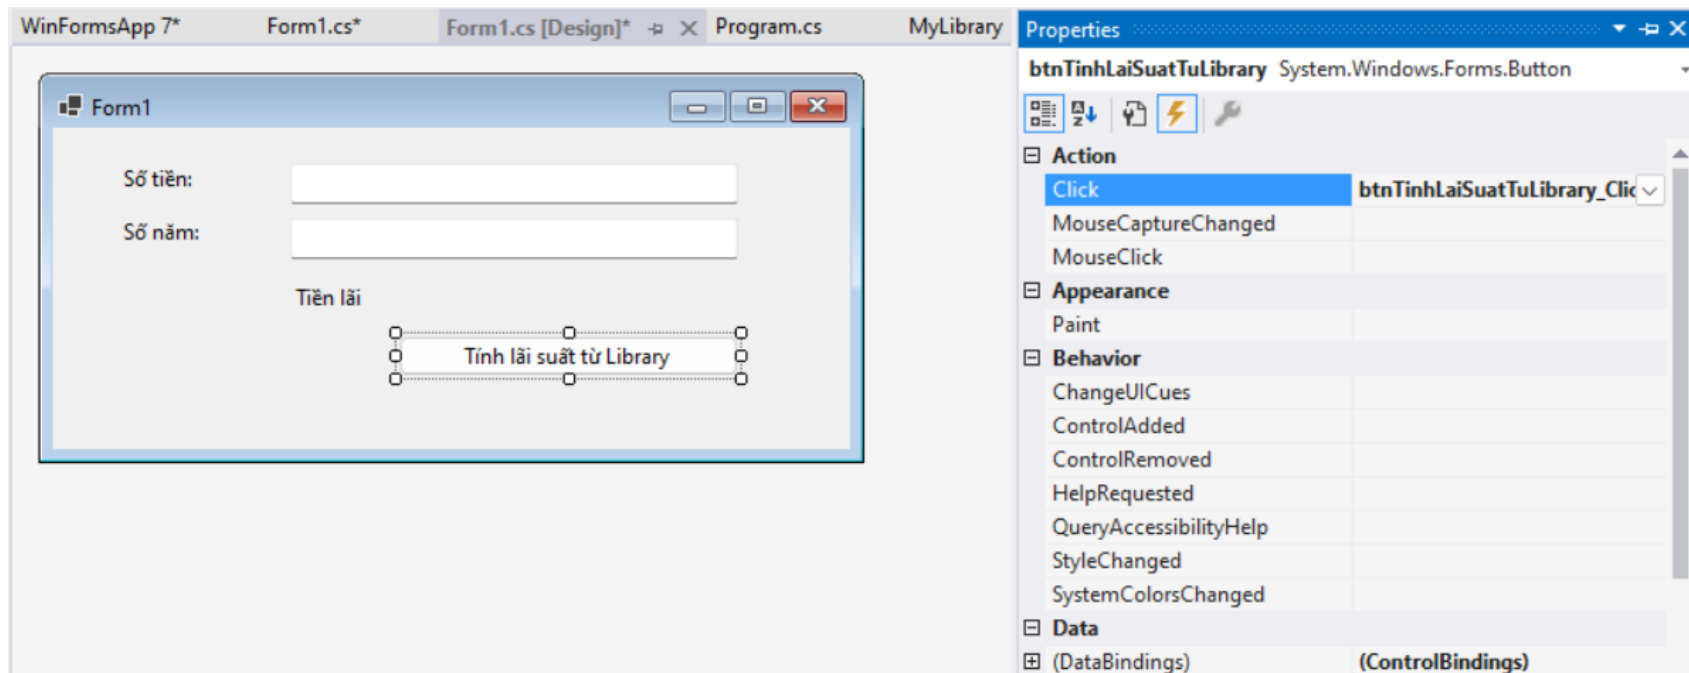 WinFormsApp 7*
Form1.cs*
Form1.cs [Design]*
Program.cs
MyLibrary
Form1
Số tiền:
Số năm:
Tiền lãi
Tính lãi suất từ Library
Properties
btnTinhLaiSuatTuLibrary System.Windows.Forms.Button
Action
Click btnTinhLaiSuatTuLibrary_Clic
MouseCaptureChanged
MouseClick
Appearance
Paint
Behavior
ChangeUICues
ControlAdded
ControlRemoved
HelpRequested
QueryAccessibilityHelp
StyleChanged
SystemColorsChanged
Data
(DataBindings) (ControlBindings)